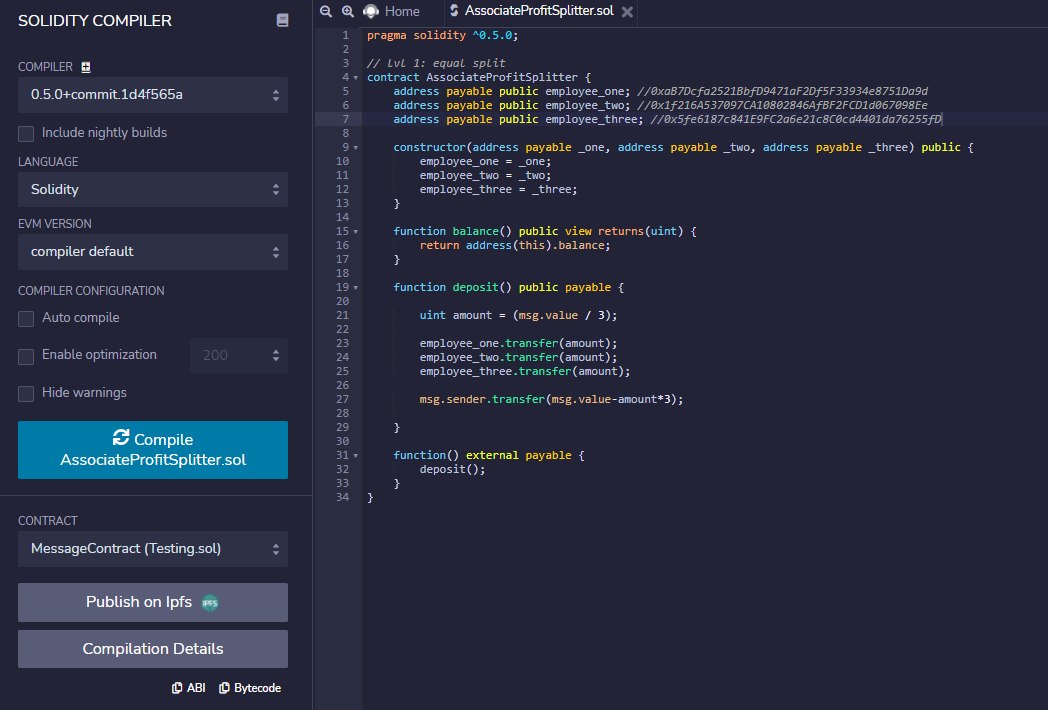 SOLIDITY COMPILER
COMPILER
0.5.0+commit.1d4f565a
Include nightly builds
LANGUAGE
Solidity
EVM VERSION
compiler default
COMPILER CONFIGURATION
Auto compile
Enable optimization
200
Hide warnings
Compile
AssociateProfitSplitter.sol
CONTRACT
MessageContract (Testing.sol)
Publish on Ipfs IPFS
Compilation Details
ABI Bytecode
Home AssociateProfitSplitter.sol
1 pragma solidity ^0.5.0;
2
3 // lvl 1: equal split
4 contract AssociateProfitSplitter {
5 address payable public employee_one; //0xaB7Dcfa2521BbfD9471aF2Df5F33934e8751Da9d
6 address payable public employee_two; //0x1f216A537097CA10802846AfBF2FCD1d067098Ee
7 address payable public employee_three; //0x5fe6187c841E9FC2a6e21c8C0cd4401da76255fD
8
9 constructor(address payable _one, address payable _two, address payable _three) public {
10 employee_one = _one;
11 employee_two = _two;
12 employee_three = _three;
13 }
14
15 function balance() public view returns(uint) {
16 return address(this).balance;
17 }
18
19 function deposit() public payable {
20
21 uint amount = (msg.value / 3);
22
23 employee_one.transfer(amount);
24 employee_two.transfer(amount);
25 employee_three.transfer(amount);
26
27 msg.sender.transfer(msg.value-amount*3);
28
29 }
30
31 function() external payable {
32 deposit();
33 }
34 }